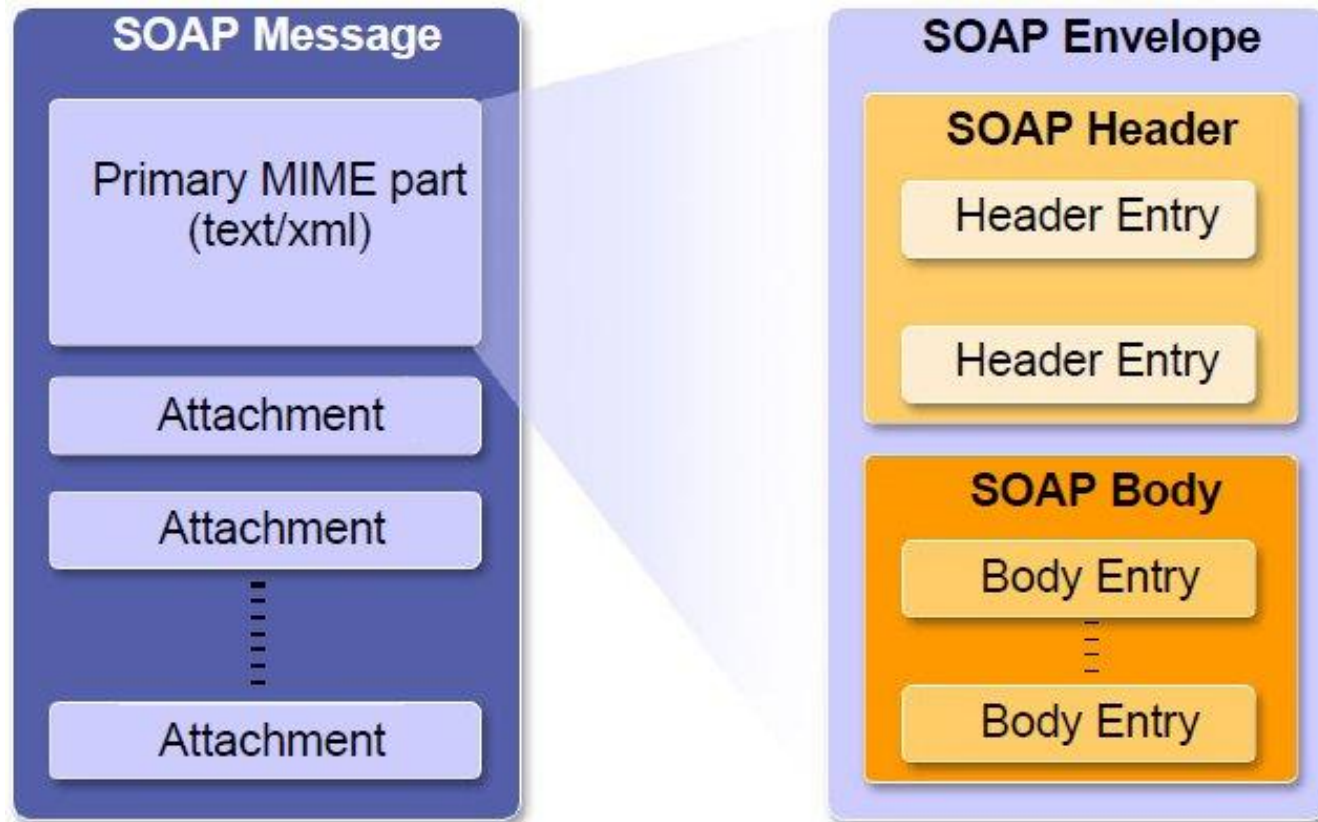 SOAP Message
Primary MIME part
(text/xml)
Attachment
Attachment
Attachment
SOAP Envelope
SOAP Header
Header Entry
Header Entry
SOAP Body
Body Entry
Body Entry